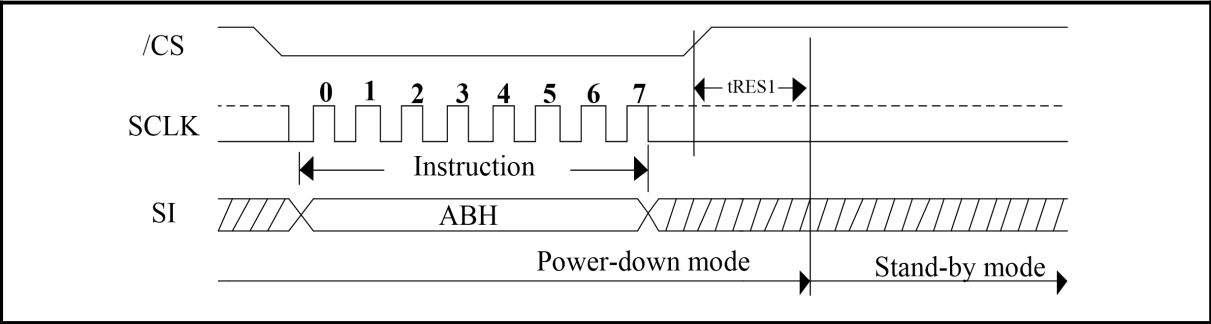 /CS
tRES1
0 1 2 3 4 5 6 7
SCLK
Instruction
SI
ABH
Power-down mode
Stand-by mode